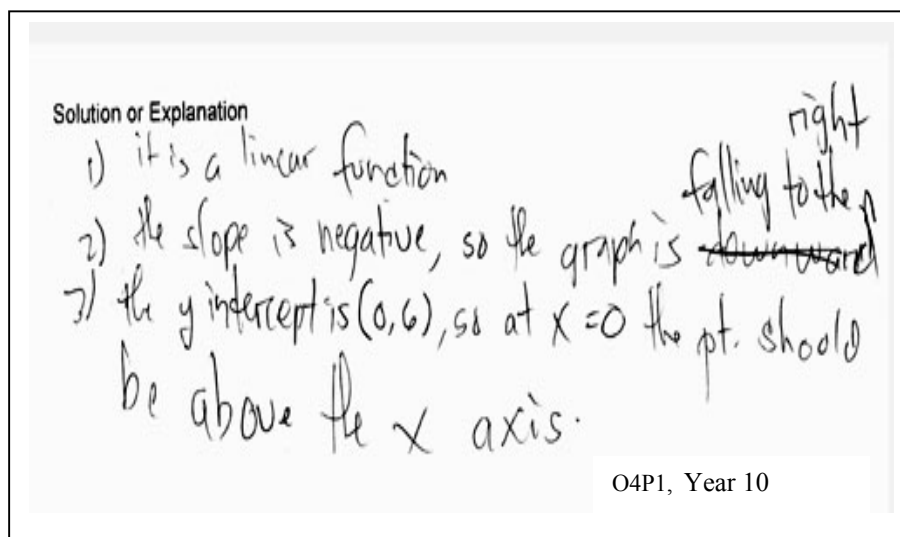 Solution or Explanation
1) it is a linear function
right
falling to the
2) the slope is negative, so the graph is downward
3) the y intercept is (0,6), so at x=0 the pt. should
be above the x axis.
O4P1, Year 10